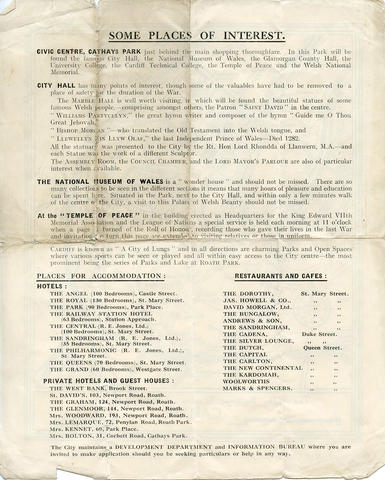 SOME PLACES OF INTEREST.
CIVIC CENTRE, CATHAYS PARK just behind the main shopping thoroughfare. In this Park will be
found the famous City Hall, the National Museum of Wales, the Glamorgan County Hall, the
University College, the Cardiff Technical College, the Temple of Peace and the Welsh National
Memorial.
CITY HALL has many points of interest, though some of the valuables have had to be removed to a
place of safety for the duration of the War.
The MARBLE HALL is well worth visiting, in which will be found the beautiful statues of some
famous Welsh people,—comprising amongst others, the Patron "SAINT DAVID" in the centre.
"WILLIAMS PANTYCELYN," the great hymn writer and composer of the hymn "Guide me O Thou
Great Jehovah,"
"BISHOP MORGAN"—who translated the Old Testament into the Welsh tongue, and
"LLEWELYN EIN LLYW OLAF," the last Independent Prince of Wales—Died 1282.
All the statuary was presented to the City by the Rt. Hon Lord Rhondda of Llanwern, M.A.—and
each Statue was the work of a different Sculptor.
The ASSEMBLY ROOM, the COUNCIL CHAMBER, and the LORD MAYOR'S PARLOUR are also of particular
interest when available.
THE NATIONAL MUSEUM OF WALES is a "wonder house" and should not be missed. There are so
many collections to be seen in the different sections it means that many hours of pleasure and education
can be spent here. Situated in the Park, next to the City Hall, and within only a few minutes walk
of the centre of the City, a visit to this Palace of Welsh Beauty should not be missed.
At the "TEMPLE OF PEACE" in the building erected as Headquarters for the King Edward VIIth
Memorial Association and the League of Nations a special service is held each morning at 11 o'clock
when a page is turned of the Roll of Honour, recording those who gave their lives in the last War
and invitations to turn this page are extended to visiting relatives or those in uniform.
CARDIFF is known as "A City of Lungs" and in all directions are charming Parks and Open Spaces
where various sports can be seen or played and all within easy access to the City centre—the most
prominent being the series of Parks and Lake at ROATH PARK.
PLACES FOR ACCOMMODATION:
HOTELS:
THE ANGEL (100 Bedrooms), Castle Street.
THE ROYAL (130 Bedrooms), St. Mary Street.
THE PARK (90 Bedrooms), Park Place.
THE RAILWAY STATION HOTEL
(63 Bedrooms), Station Approach.
THE CENTRAL (R. E. Jones, Ltd.,
(100 Bedrooms), St. Mary Street.
THE SANDRINGHAM (R. E. Jones, Ltd.),
(35 Bedrooms), St. Mary Street.
THE PHILHARMONIC (R. E. Jones, Ltd.),
St. Mary Street.
THE QUEENS (70 Bedrooms), St. Mary Street.
THE GRAND (60 Bedrooms), Westgate Street.
PRIVATE HOTELS AND GUEST HOUSES:
THE WEST BANK, Brook Street.
St. DAVID'S, 103, Newport Road, Roath.
THE GRAHAM, 124, Newport Road, Roath.
THE GLENMOOR, 144, Newport Road, Roath.
Mrs. WOODWARD, 193, Newport Road, Roath.
Mrs. LEMARQUE, 72, Penylan Road, Roath Park.
Mrs. KENNET, 60, Park Place.
Mrs. BOLTON, 31, Corbett Road, Cathays Park.
RESTAURANTS AND CAFES:
THE DOROTHY, St. Mary Street.
JAS. HOWELL & CO., " "
DAVID MORGAN, Ltd. " "
THE BUNGALOW, " "
ANDREWS & SON, " "
THE SANDRINGHAM, " "
THE CADENA, Duke Street.
THE SILVER LOUNGE, " "
THE DUTCH, Queen Street.
THE CAPITAL " "
THE CARLTON, " "
THE NEW CONTINENTAL " "
THE KARDOMAH, " "
WOOLWORTHS " "
MARKS & SPENCERS. " "
The City maintains a DEVELOPMENT DEPARTMENT and INFORMATION BUREAU where you are
invited to make application should you be seeking particulars or help in any way.